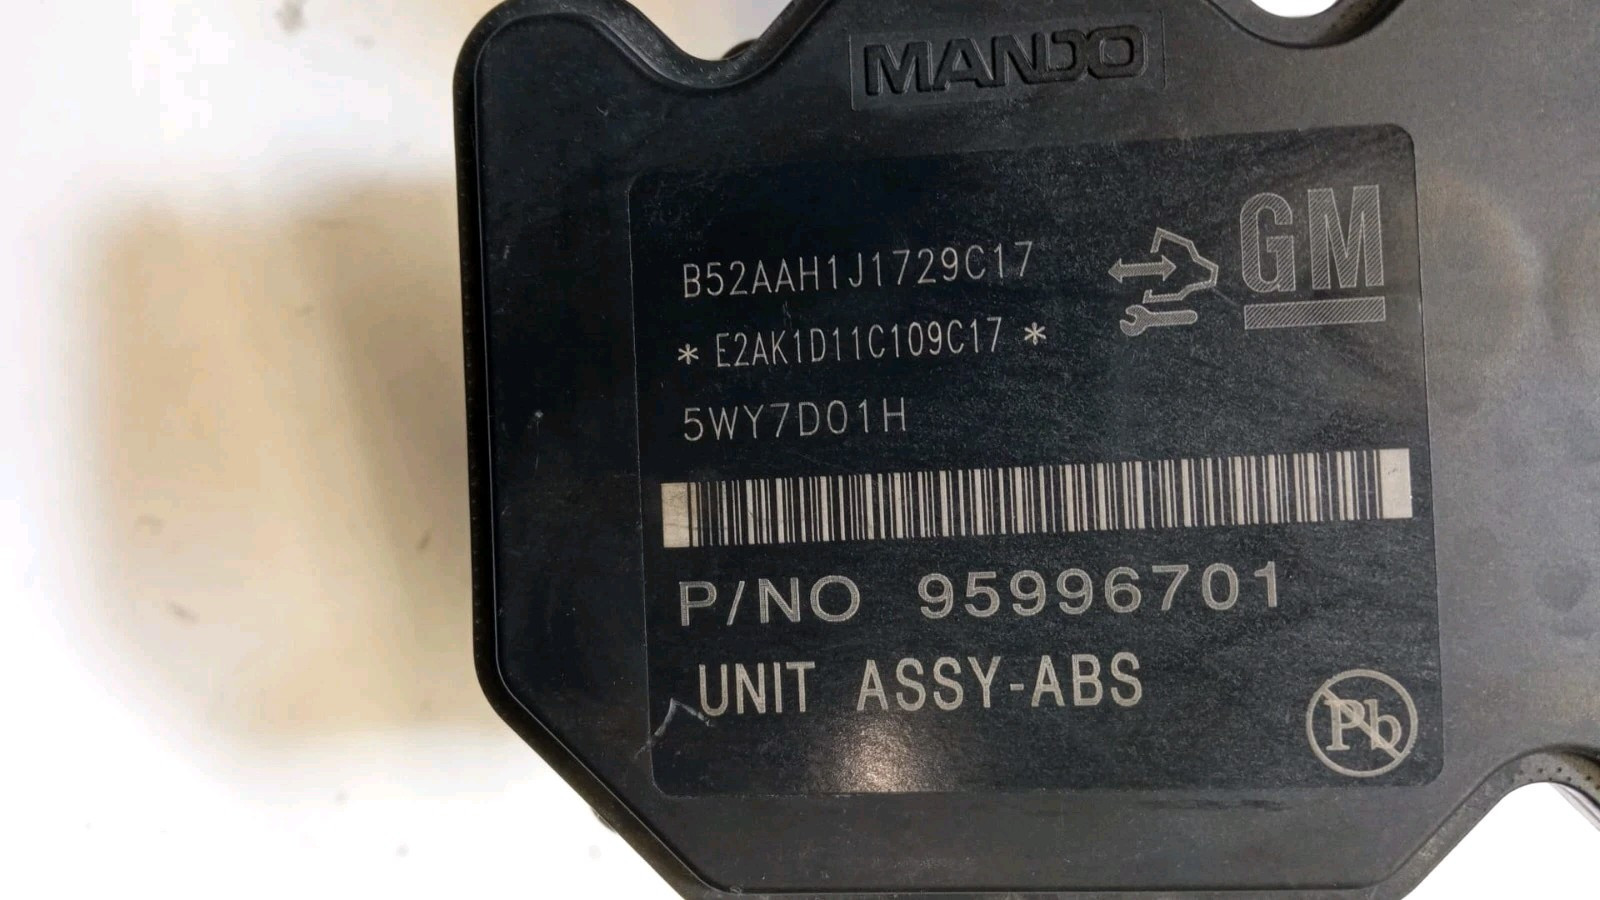 MANDO
GM
B52AAH1J1729C17
* E2AK1D11C109C17 *
5WY7D01H
P/NO 95996701
UNIT ASSY-ABS
Pb